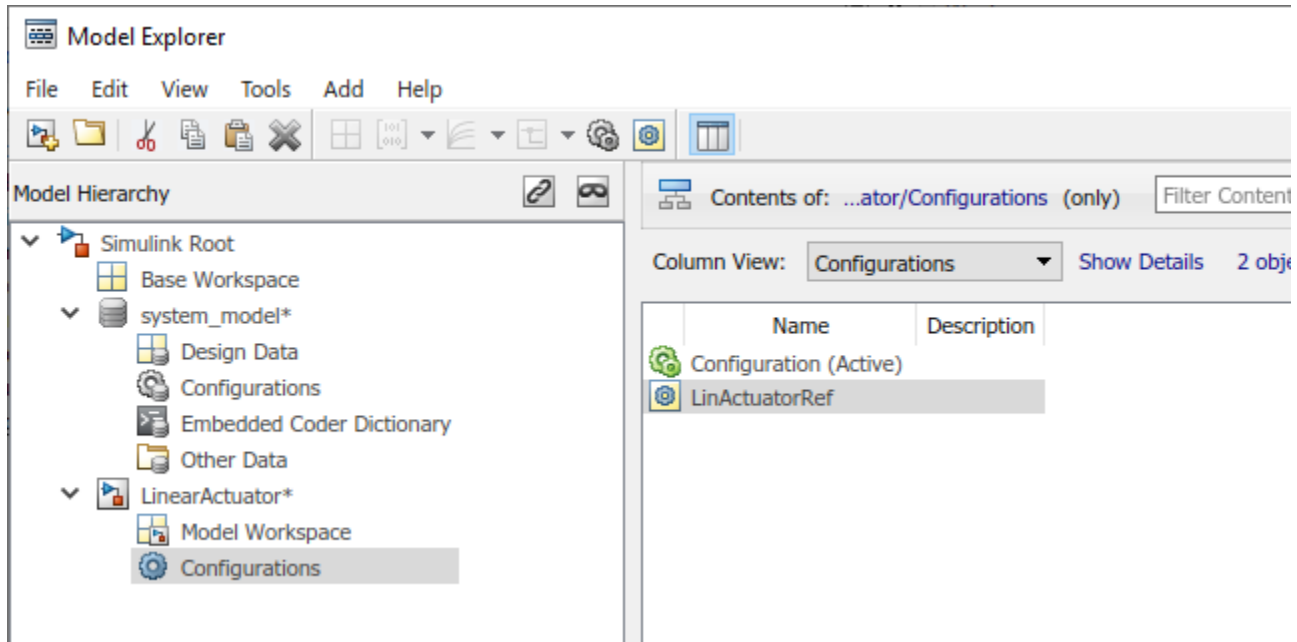 Model Explorer
File Edit View Tools Add Help
Model Hierarchy
Contents of: ...ator/Configurations (only) Filter Content
Column View: Configurations Show Details 2 obje
Simulink Root
Base Workspace
system_model*
Design Data
Configurations
Embedded Coder Dictionary
Other Data
LinearActuator*
Model Workspace
Configurations
Name Description
Configuration (Active)
LinActuatorRef